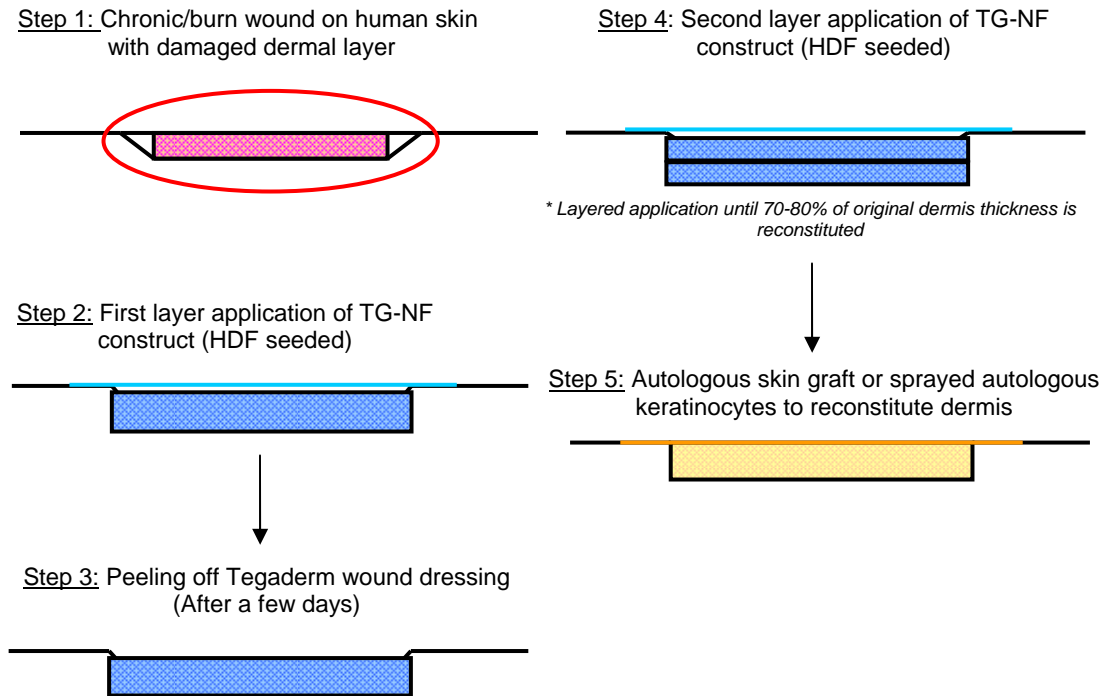 Step 1: Chronic/burn wound on human skin
with damaged dermal layer
Step 2: First layer application of TG-NF
construct (HDF seeded)
Step 3: Peeling off Tegaderm wound dressing
(After a few days)
Step 4: Second layer application of TG-NF
construct (HDF seeded)
* Layered application until 70-80% of original dermis thickness is
reconstituted
Step 5: Autologous skin graft or sprayed autologous
keratinocytes to reconstitute dermis